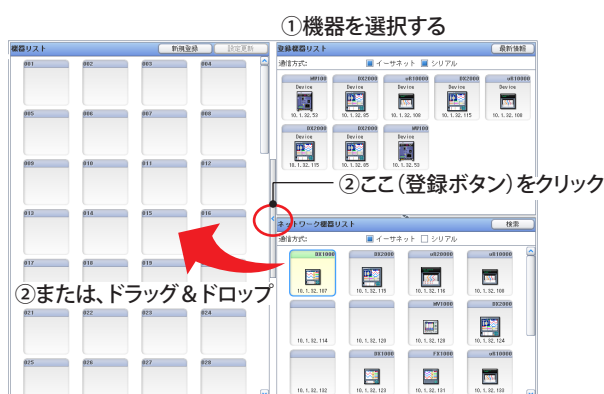 ①機器を選択する
機器リスト
新規登録
設定更新
001 002 003 004
005 006 007 008
009 010 011 012
013 014 015 016
017 018 019
②または、ドラッグ&ドロップ
021 022 023 024
025 026 027 028
登録機器リスト
最新情報
通信方式:
イーサネット
シリアル
MW100 DX2000 uR10000 DX2000 uR10000
Device Device Device Device Device
10.1.32.53 10.1.32.95 10.1.32.108 10.1.32.115 10.1.32.108
DX2000 DX2000 MW100
Device Device Device
10.1.32.115 10.1.32.85 10.1.32.53
②ここ(登録ボタン)をクリック
ネットワーク機器リスト
検索
通信方式:
イーサネット
シリアル
DX1000 DX2000 uR20000 uR10000
10.1.32.107 10.1.32.115 10.1.32.116 10.1.32.108
MV1000 DX2000
10.1.32.114 10.1.32.120 10.1.32.128 10.1.32.124
DX1000 FX1000 uR10000
10.1.32.132 10.1.32.123 10.1.32.131 10.1.32.133